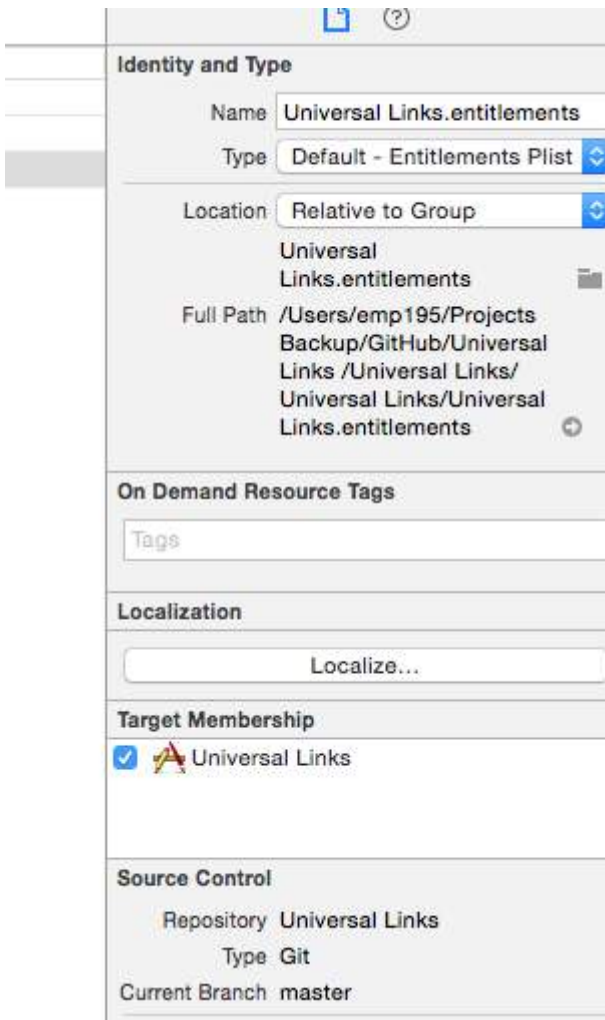 Identity and Type
Name Universal Links.entitlements
Type Default - Entitlements Plist
Location Relative to Group
Universal
Links.entitlements
Full Path /Users/emp195/Projects
Backup/GitHub/Universal
Links /Universal Links/
Universal Links/Universal
Links.entitlements
On Demand Resource Tags
Tags
Localization
Localize...
Target Membership
Universal Links
Source Control
Repository Universal Links
Type Git
Current Branch master